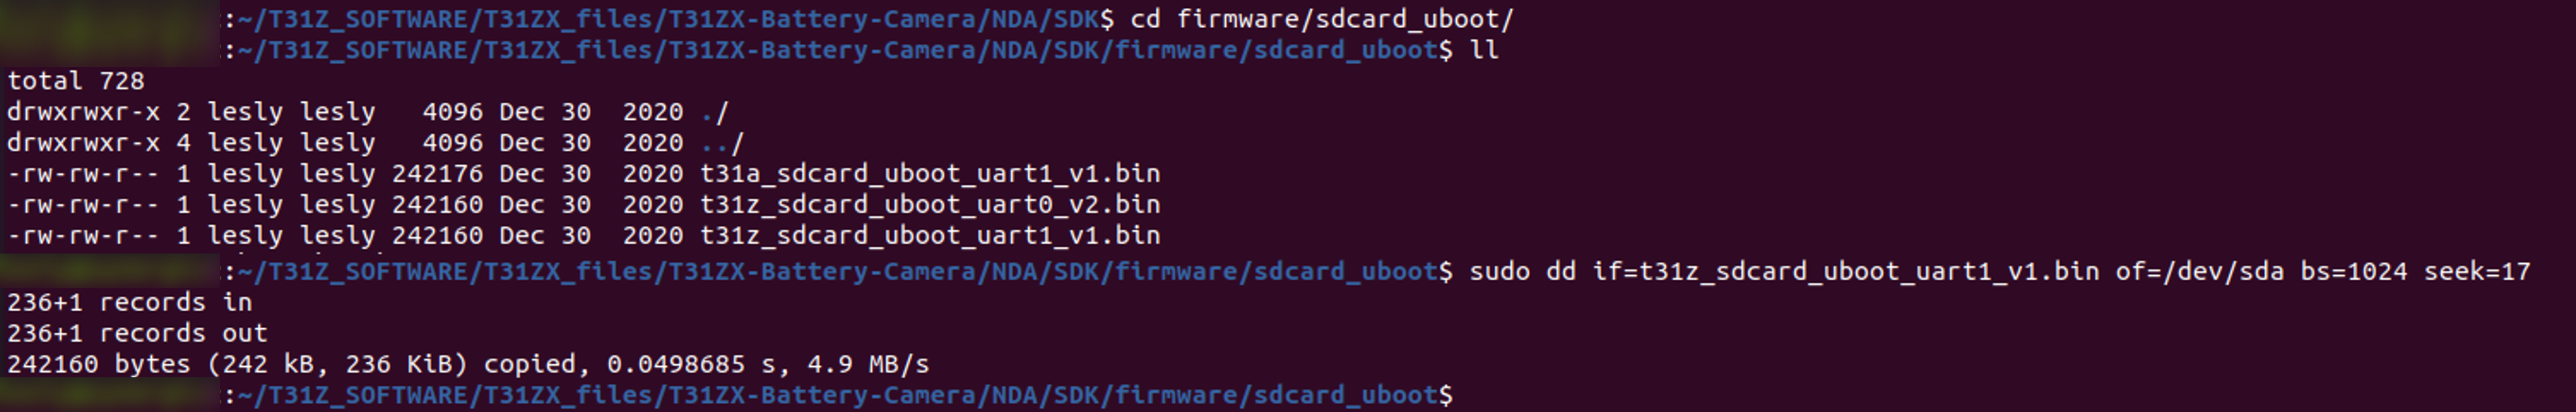 :~/T31Z_SOFTWARE/T31ZX_files/T31ZX-Battery-Camera/NDA/SDK$ cd firmware/sdcard_uboot/
:~/T31Z_SOFTWARE/T31ZX_files/T31ZX-Battery-Camera/NDA/SDK/firmware/sdcard_uboot$ ll
total 728
drwxrwxr-x 2 lesly lesly   4096 Dec 30  2020 ./
drwxrwxr-x 4 lesly lesly   4096 Dec 30  2020 ../
-rw-rw-r-- 1 lesly lesly 242176 Dec 30  2020 t31a_sdcard_uboot_uart1_v1.bin
-rw-rw-r-- 1 lesly lesly 242160 Dec 30  2020 t31z_sdcard_uboot_uart0_v2.bin
-rw-rw-r-- 1 lesly lesly 242160 Dec 30  2020 t31z_sdcard_uboot_uart1_v1.bin
:~/T31Z_SOFTWARE/T31ZX_files/T31ZX-Battery-Camera/NDA/SDK/firmware/sdcard_uboot$ sudo dd if=t31z_sdcard_uboot_uart1_v1.bin of=/dev/sda bs=1024 seek=17
236+1 records in
236+1 records out
242160 bytes (242 kB, 236 KiB) copied, 0.0498685 s, 4.9 MB/s
:~/T31Z_SOFTWARE/T31ZX_files/T31ZX-Battery-Camera/NDA/SDK/firmware/sdcard_uboot$